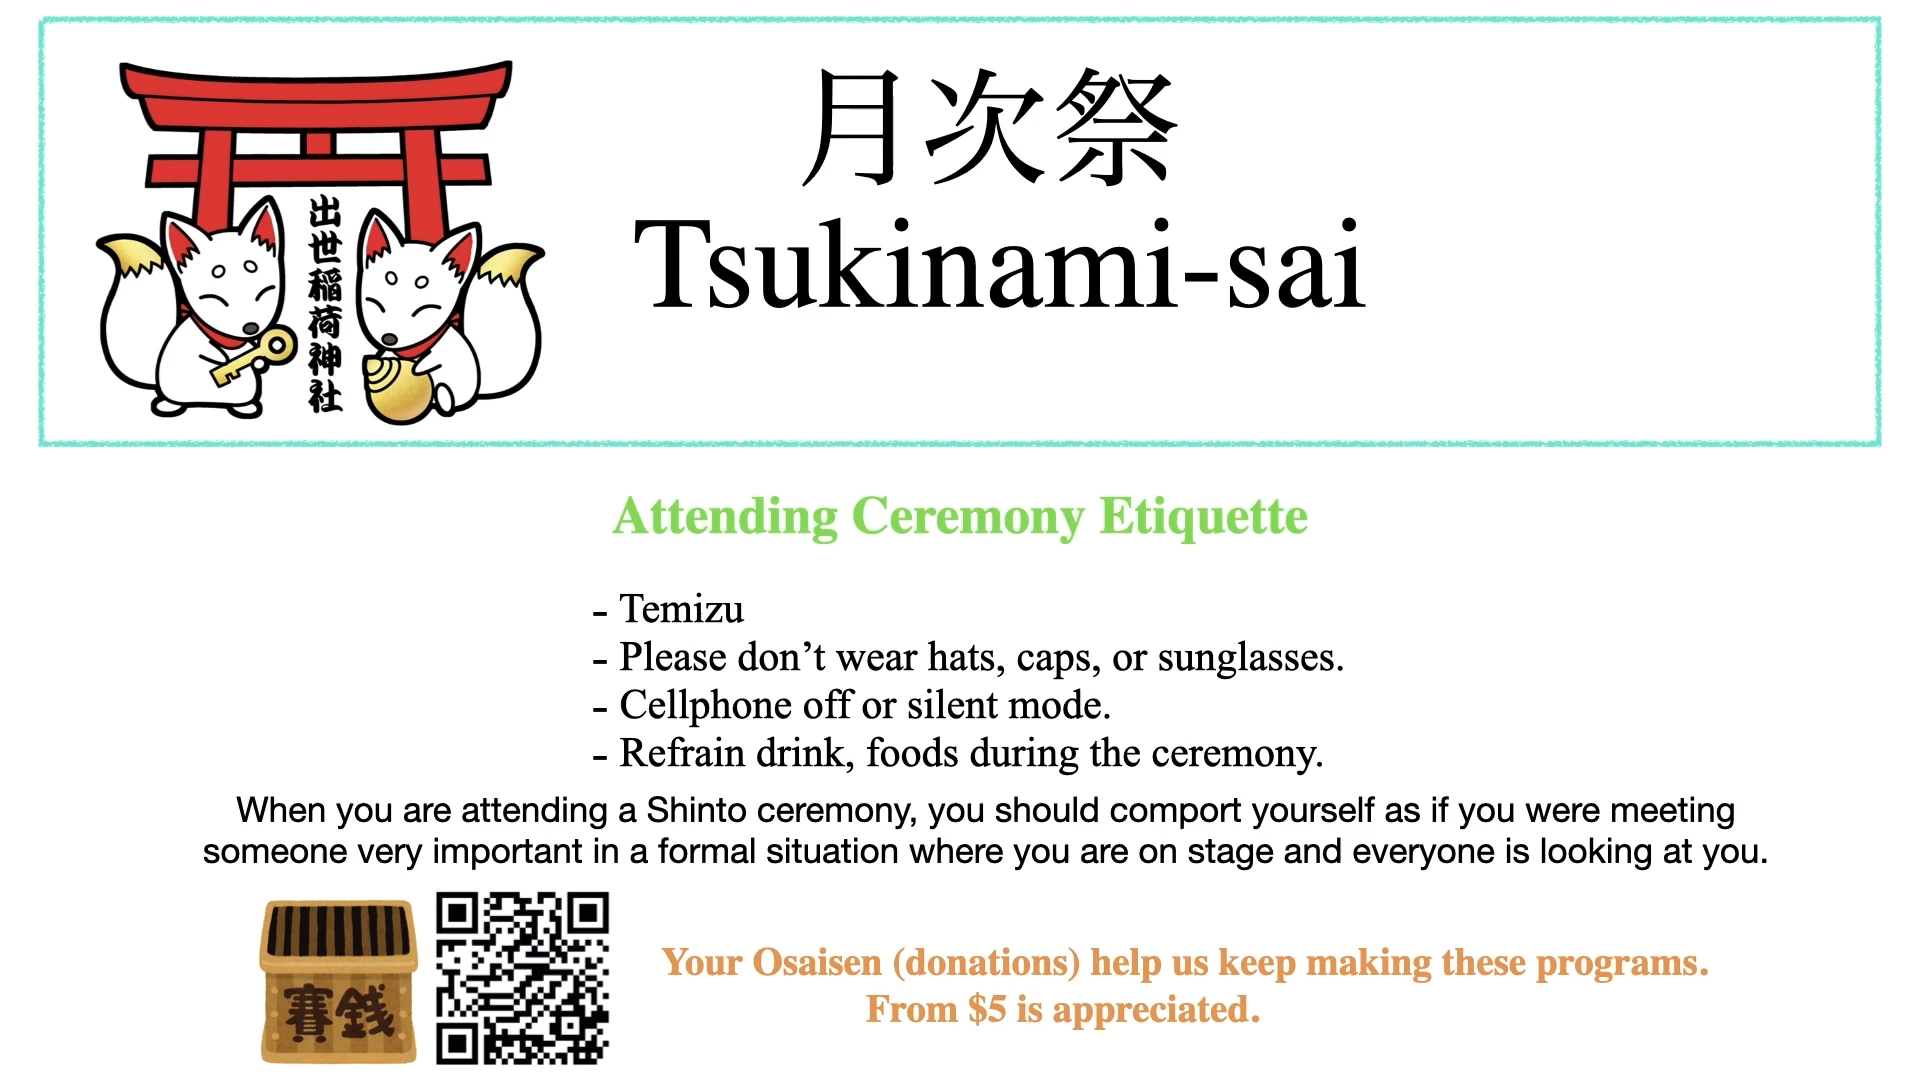 月次祭
Tsukinami-sai
出世稲荷神社
Attending Ceremony Etiquette
- Temizu
- Please don’t wear hats, caps, or sunglasses.
- Cellphone off or silent mode.
- Refrain drink, foods during the ceremony.
When you are attending a Shinto ceremony, you should comport yourself as if you were meeting
someone very important in a formal situation where you are on stage and everyone is looking at you.
賽銭
Your Osaisen (donations) help us keep making these programs.
From $5 is appreciated.